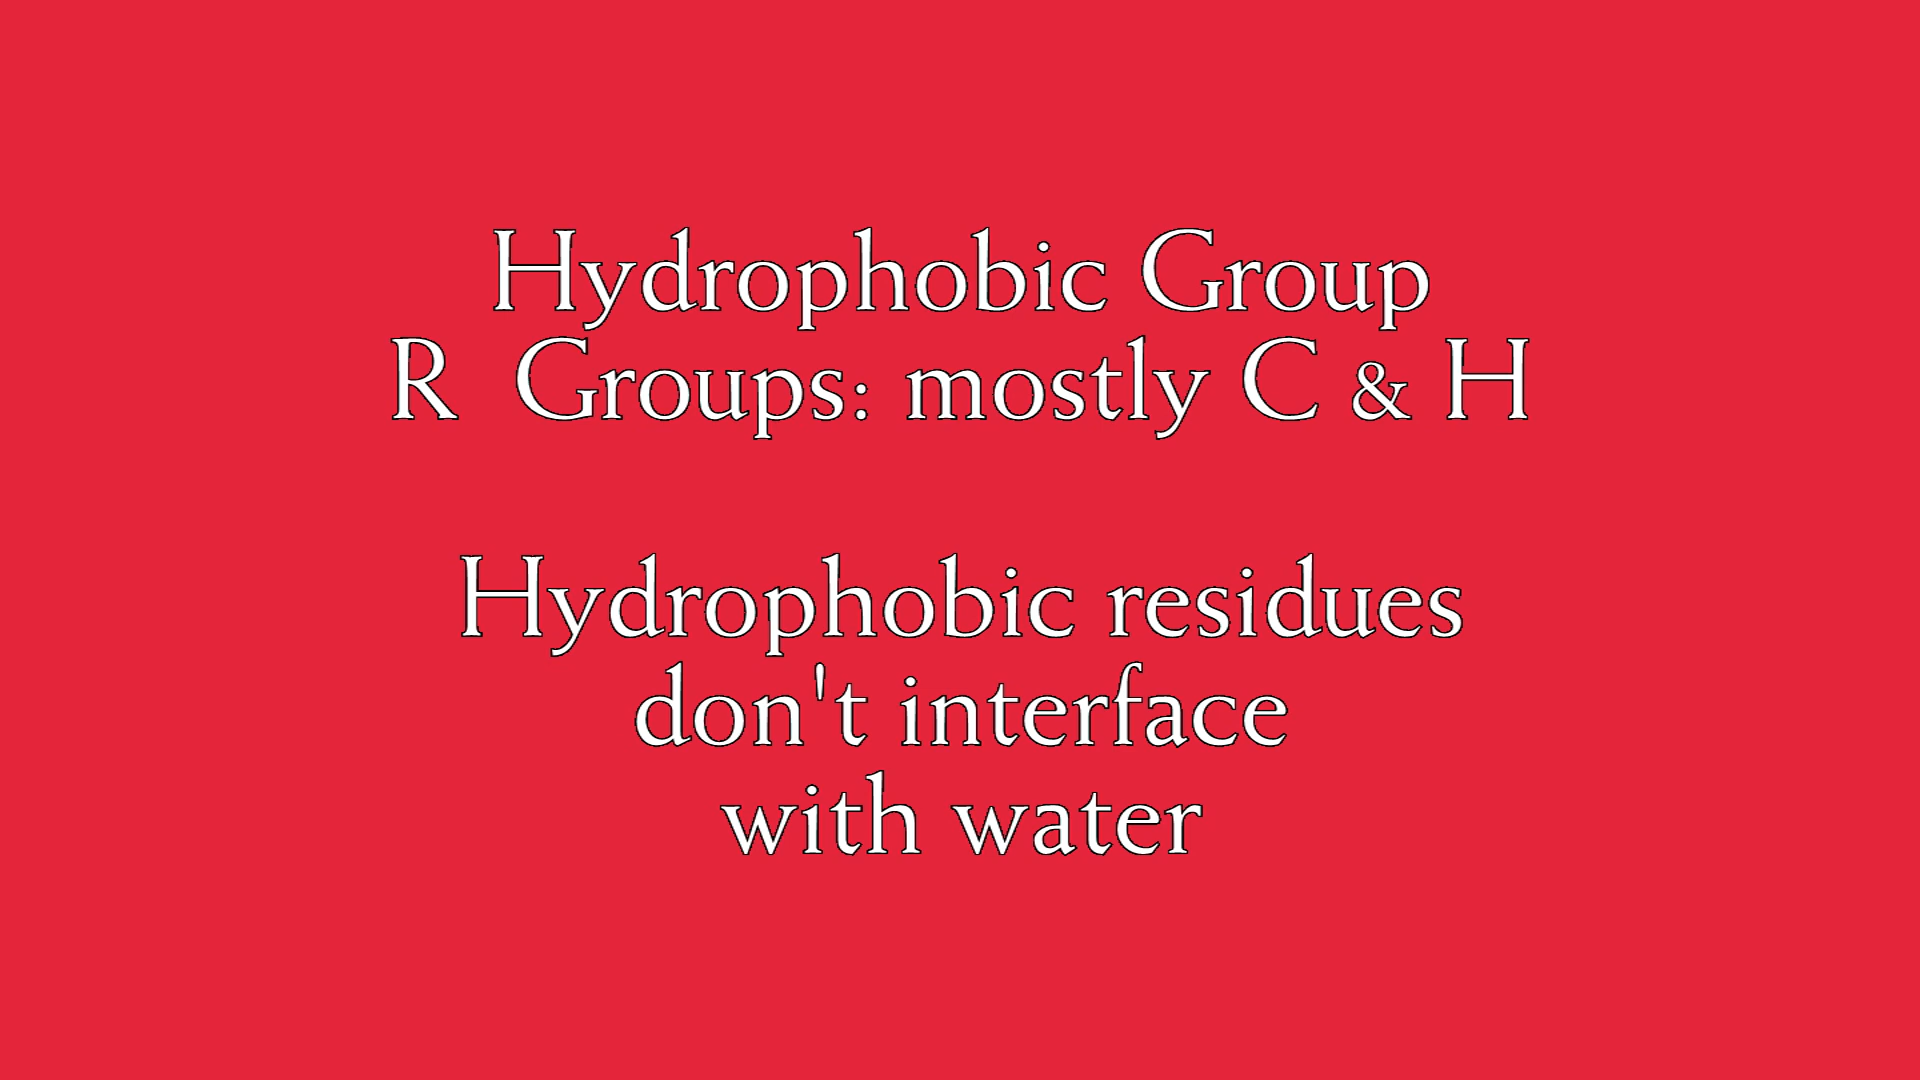 Hydrophobic Group
R Groups: mostly C & H
Hydrophobic residues
don't interface
with water